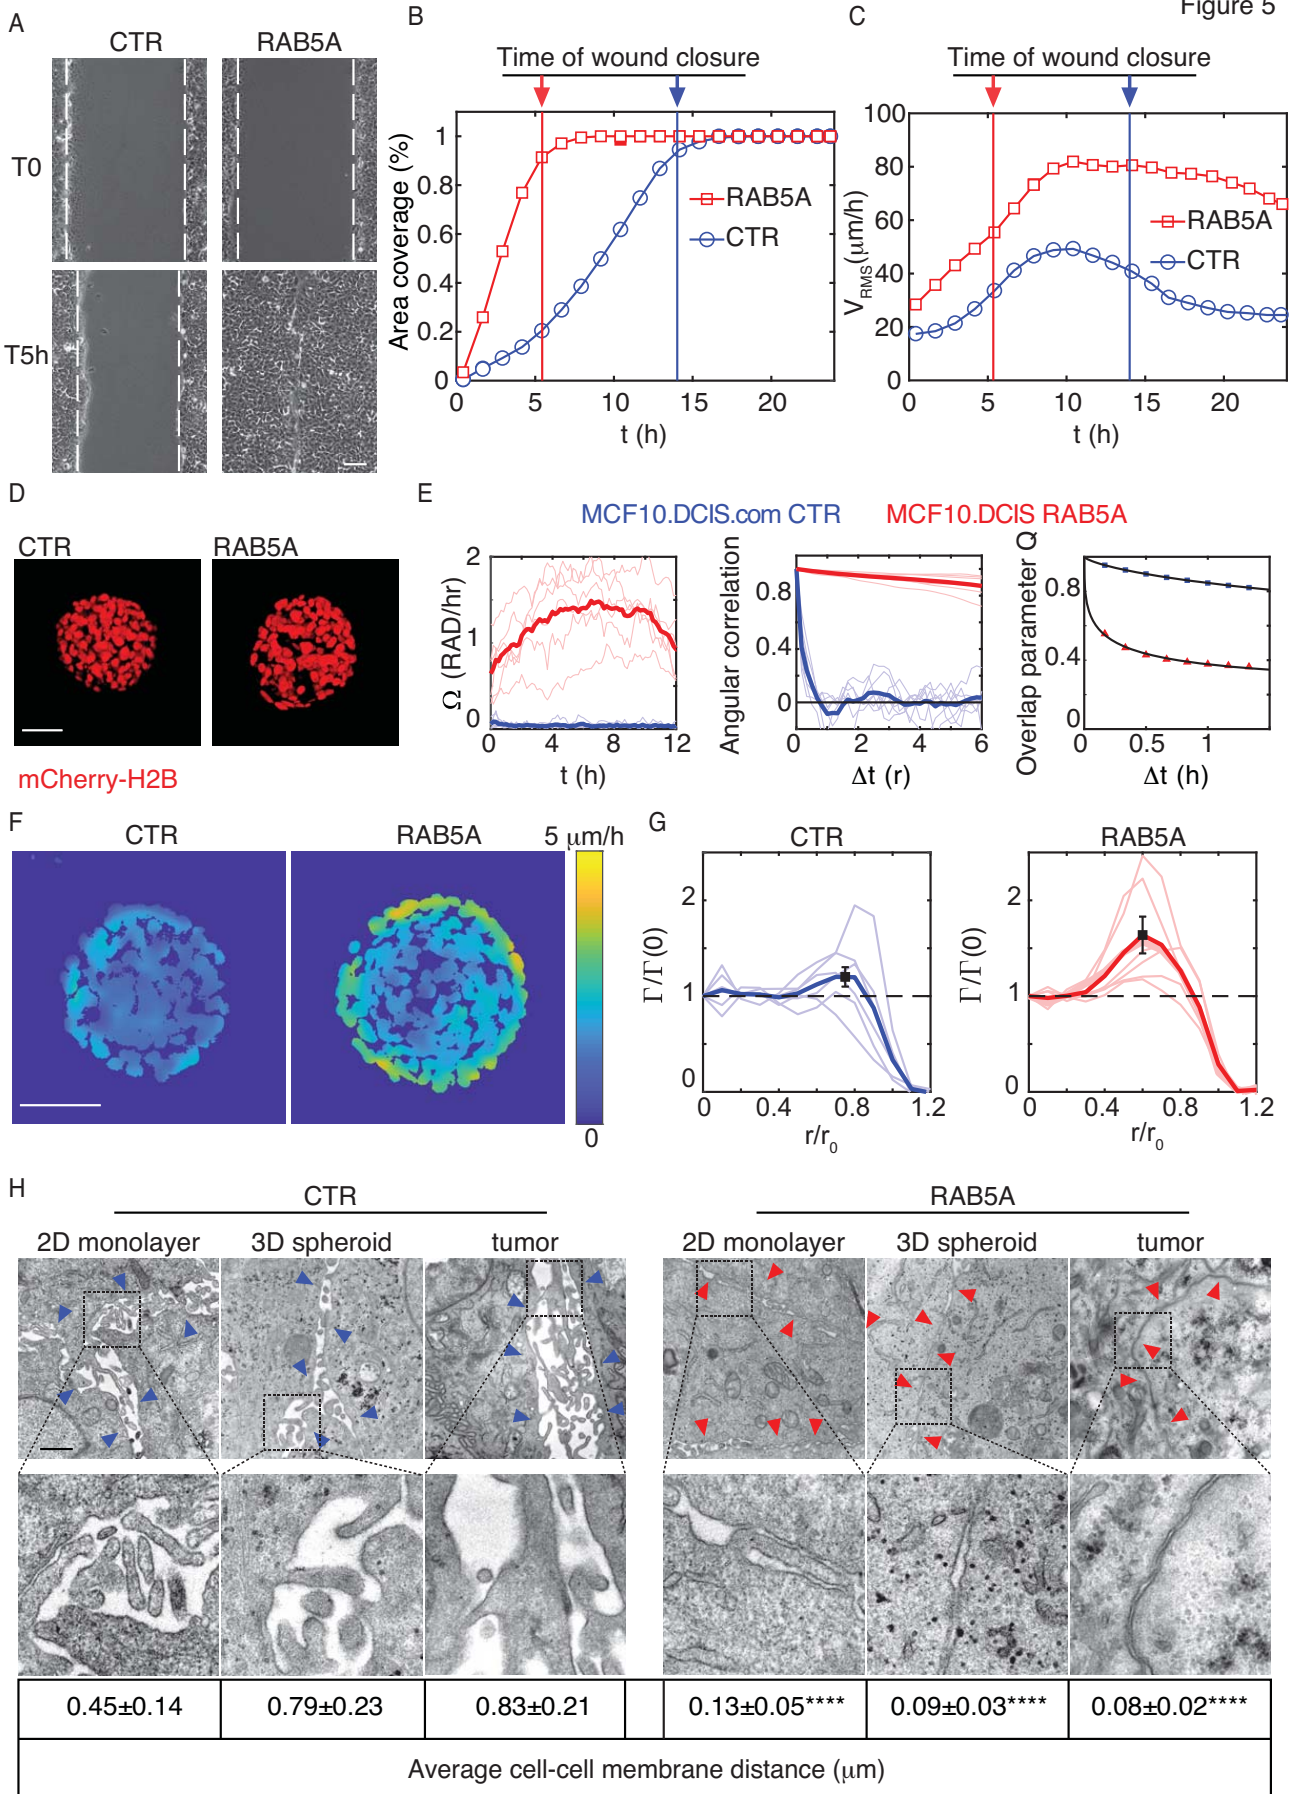 Figure 5
A
CTR
RAB5A
T0
T5h
B
Time of wound closure
Area coverage (%)
1
0.8
0.6
0.4
0.2
0
RAB5A
CTR
0 5 10 15 20
t (h)
C
Time of wound closure
V RMS (μm/h)
100
80
60
40
20
0
RAB5A
CTR
0 5 10 15 20
t (h)
D
CTR
RAB5A
mCherry-H2B
E
MCF10.DCIS.com CTR
MCF10.DCIS RAB5A
Ω (RAD/hr)
2
1
0
0 4 8 12
t (h)
Angular correlation
0.8
0.4
0
0 2 4 6
Δt (r)
Overlap parameter Q
0.8
0.4
0
0 0.5 1
Δt (h)
F
CTR
RAB5A
5 μm/h
0
G
CTR
Γ/Γ(0)
2
1
0
0 0.4 0.8 1.2
r/r0
RAB5A
Γ/Γ(0)
2
1
0
0 0.4 0.8 1.2
r/r0
H
CTR
RAB5A
2D monolayer
3D spheroid
tumor
2D monolayer
3D spheroid
tumor
0.45±0.14
0.79±0.23
0.83±0.21
0.13±0.05****
0.09±0.03****
0.08±0.02****
Average cell-cell membrane distance (μm)